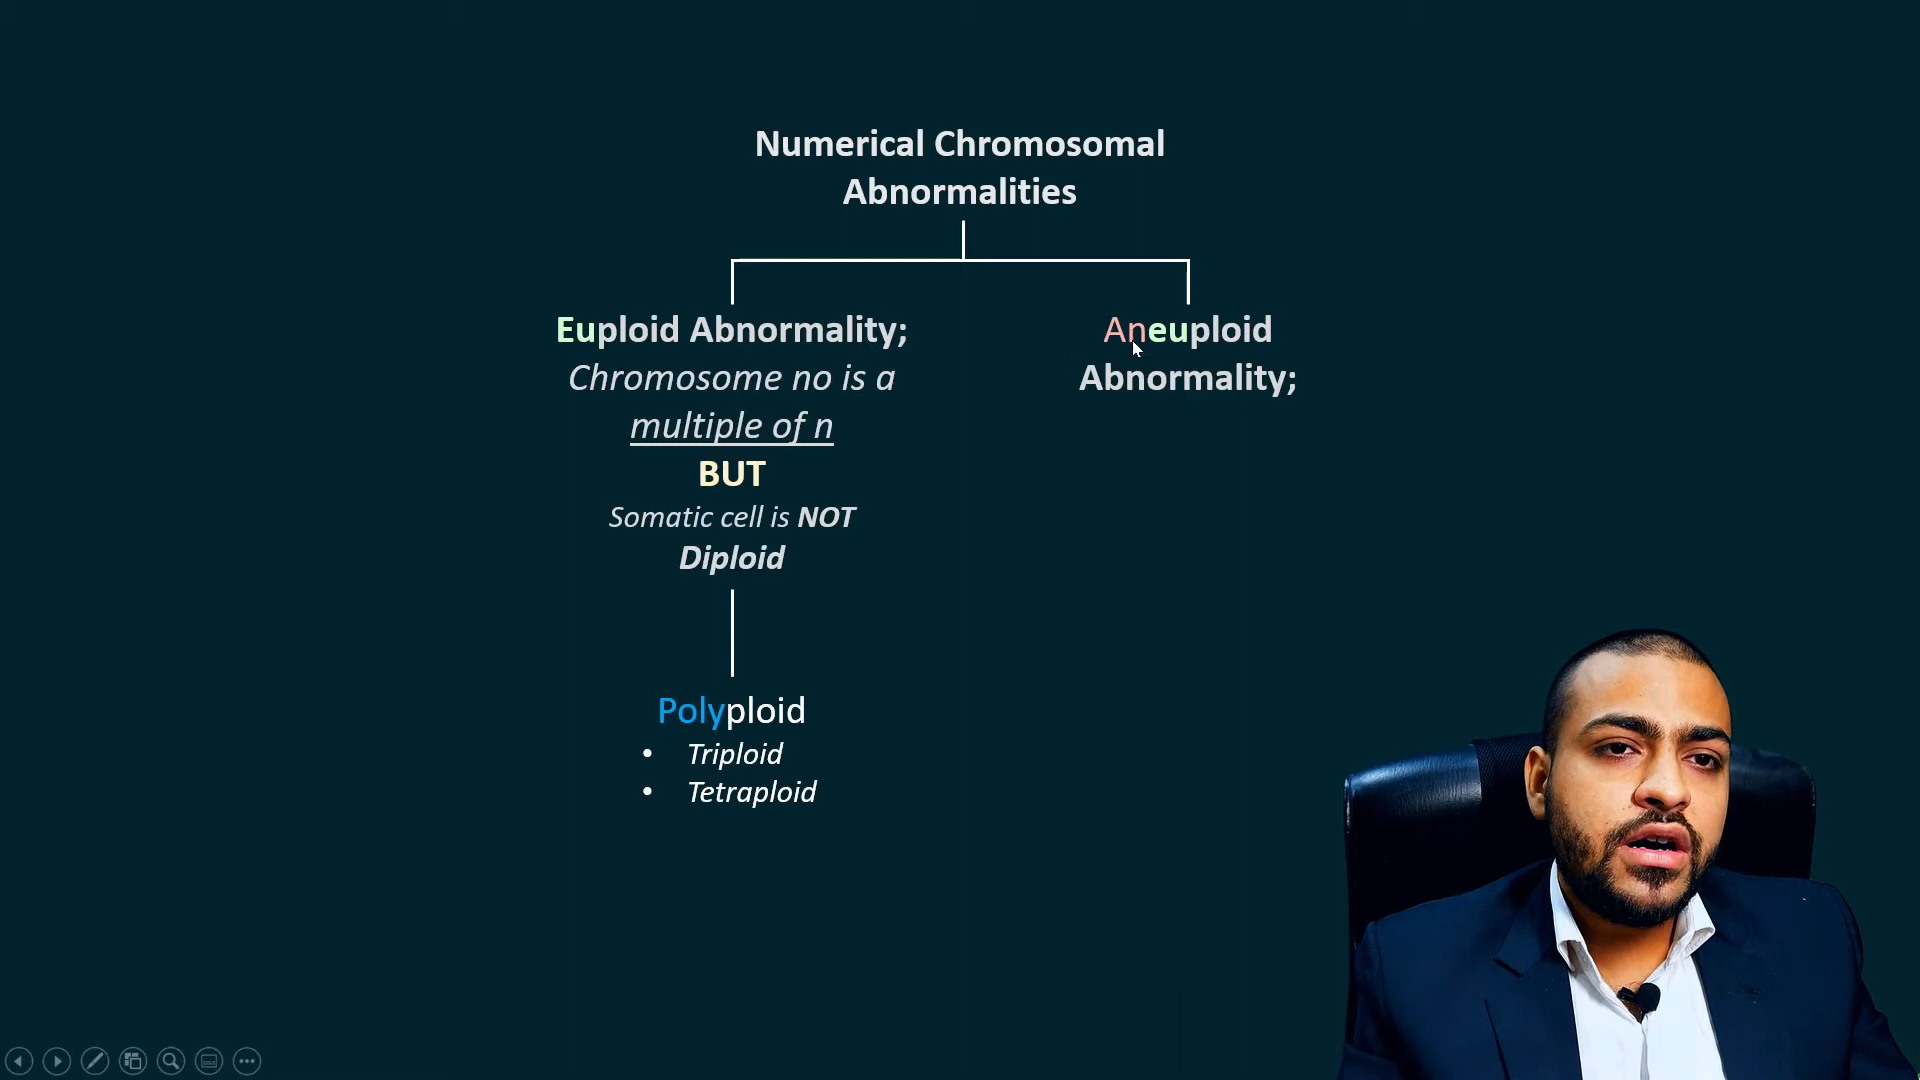 Numerical Chromosomal
Abnormalities
Euploid Abnormality;
Chromosome no is a
multiple of n
BUT
Somatic cell is NOT
Diploid
Aneuploid
Abnormality;
Polyploid
• Triploid
• Tetraploid